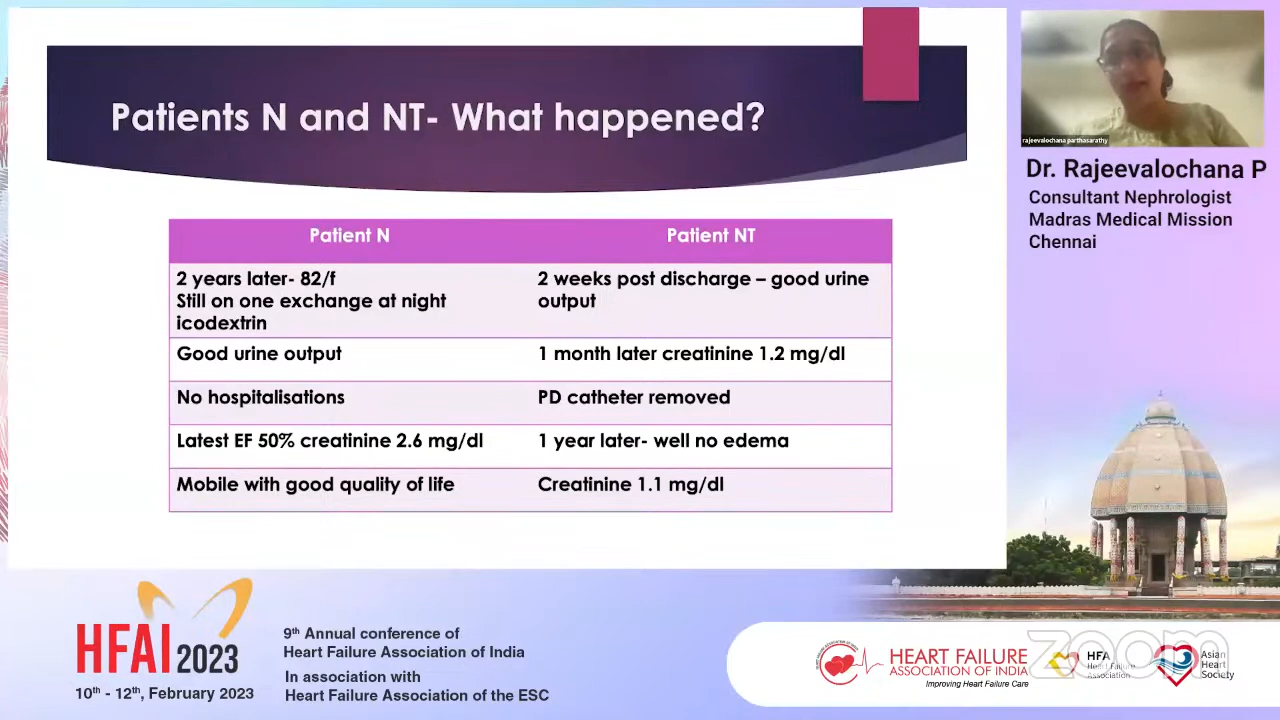 Patients N and NT- What happened?
Patient N
Patient NT
2 years later- 82/f
Still on one exchange at night
icodextrin
2 weeks post discharge – good urine
output
Good urine output
1 month later creatinine 1.2 mg/dl
No hospitalisations
PD catheter removed
Latest EF 50% creatinine 2.6 mg/dl
1 year later- well no edema
Mobile with good quality of life
Creatinine 1.1 mg/dl
rajeevalochana parthasarathy
Dr. Rajeevalochana P
Consultant Nephrologist
Madras Medical Mission
Chennai
HFAI 2023
10th - 12th, February 2023
9th Annual conference of
Heart Failure Association of India
In association with
Heart Failure Association of the ESC
HEART FAILURE
ASSOCIATION OF INDIA
Improving Heart Failure Care
HFA
Heart Failure
Association
zoom
Asian
Heart
Society